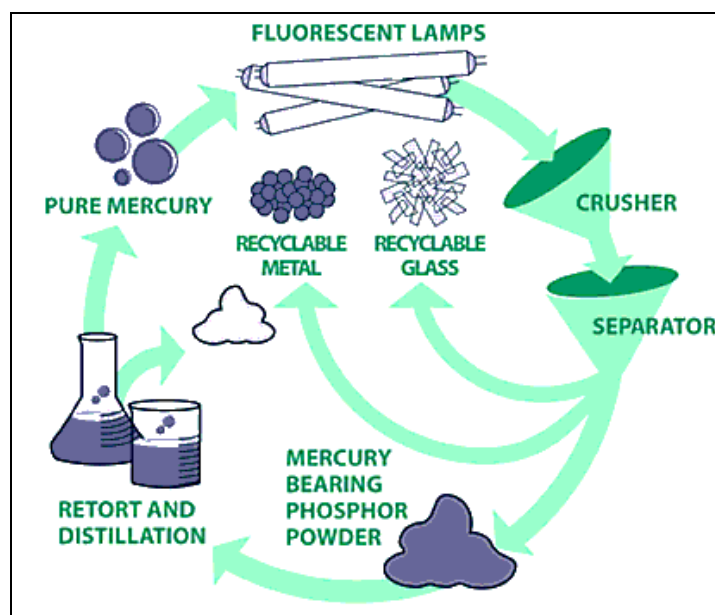 FLUORESCENT LAMPS
PURE MERCURY
RECYCLABLE
METAL
RECYCLABLE
GLASS
CRUSHER
SEPARATOR
MERCURY
BEARING
PHOSPHOR
POWDER
RETORT AND
DISTILLATION